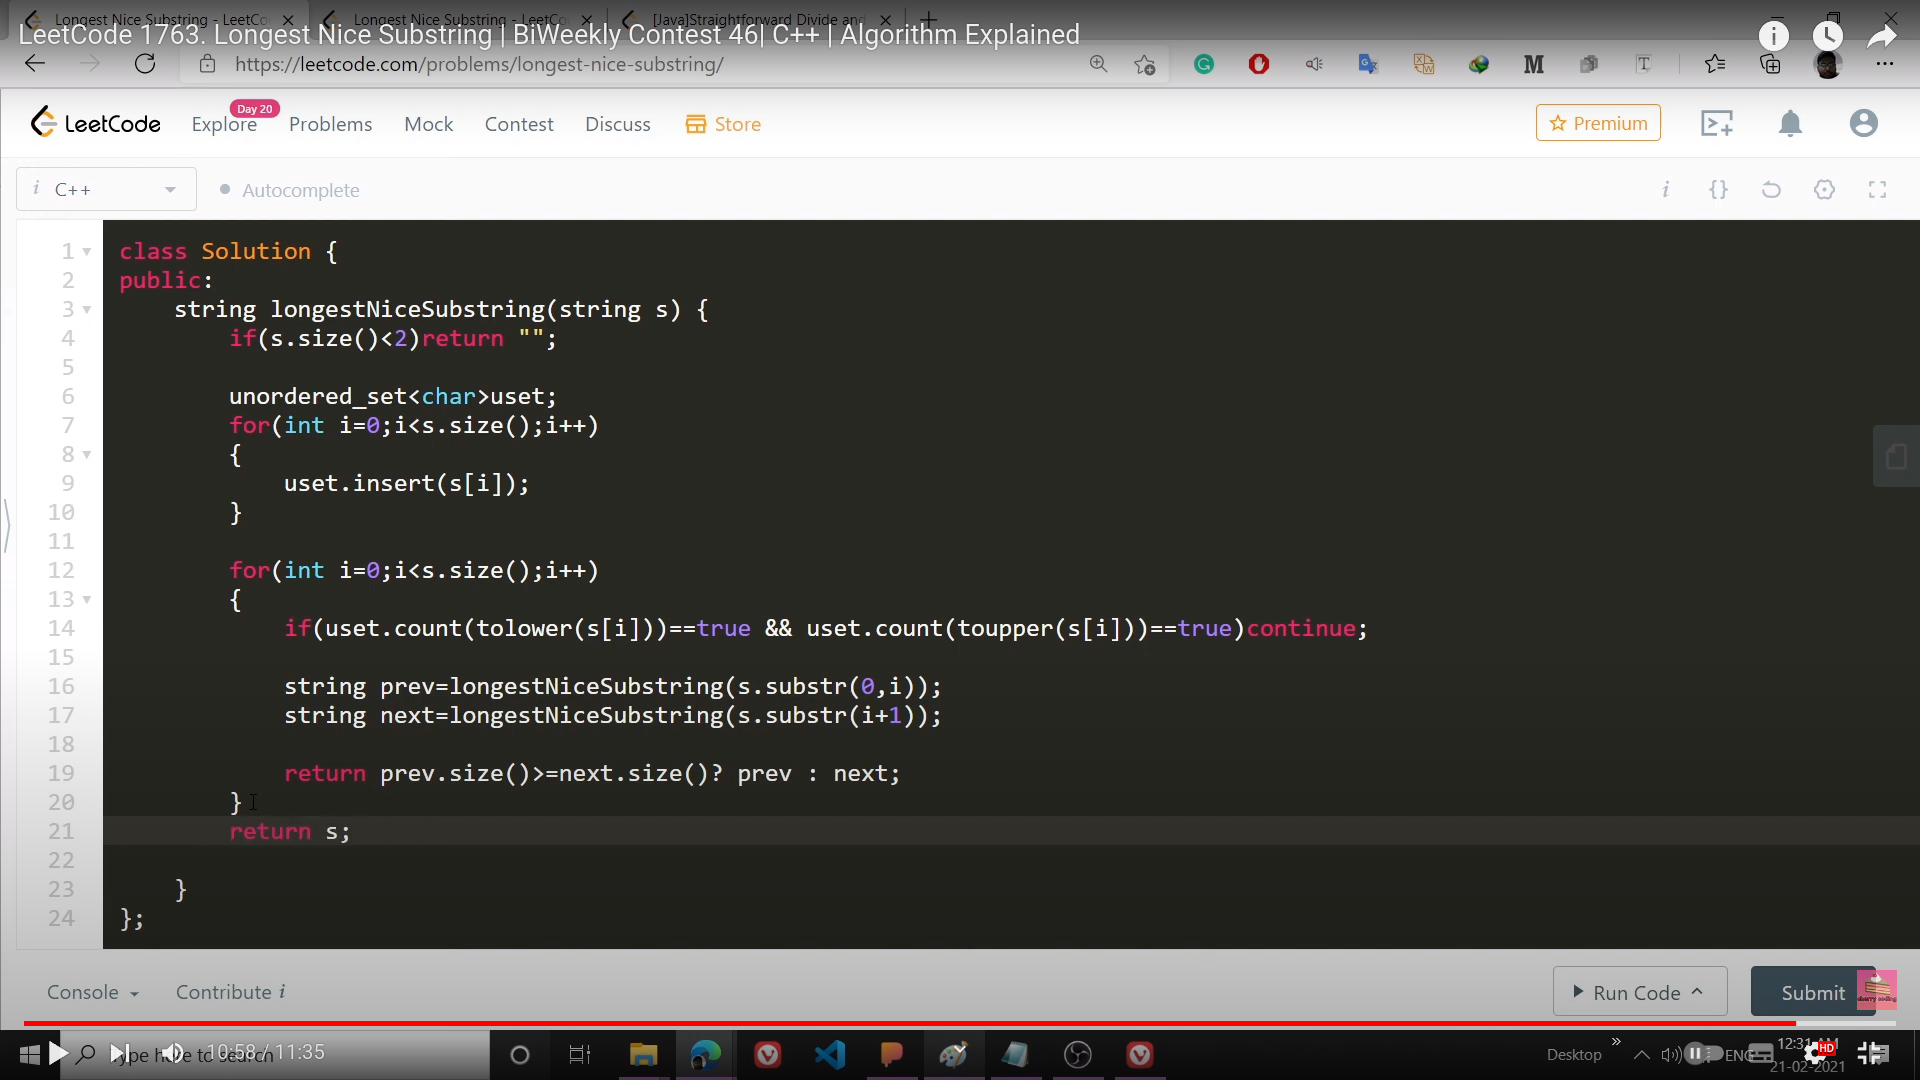 Longest Nice Substring - LeetCo
Longest Nice Substring - LeetCo
[Java]Straightforward Divide and
LeetCode 1763. Longest Nice Substring | BiWeekly Contest 46| C++ | Algorithm Explained
https://leetcode.com/problems/longest-nice-substring/
LeetCode
Explore
Day 20
Problems
Mock
Contest
Discuss
Store
Premium
C++
Autocomplete
1 class Solution {
2 public:
3 string longestNiceSubstring(string s) {
4 if(s.size()<2)return "";
5
6 unordered_set<char>uset;
7 for(int i=0;i<s.size();i++)
8 {
9 uset.insert(s[i]);
10 }
11
12 for(int i=0;i<s.size();i++)
13 {
14 if(uset.count(tolower(s[i]))==true && uset.count(toupper(s[i]))==true)continue;
15
16 string prev=longestNiceSubstring(s.substr(0,i));
17 string next=longestNiceSubstring(s.substr(i+1));
18
19 return prev.size()>=next.size()? prev : next;
20 }
21 return s;
22
23 }
24 };
Console
Contribute i
Run Code
Submit
10:58 / 11:35
Type here to search
Desktop
ENG
HD
12:31 AM
21-02-2021